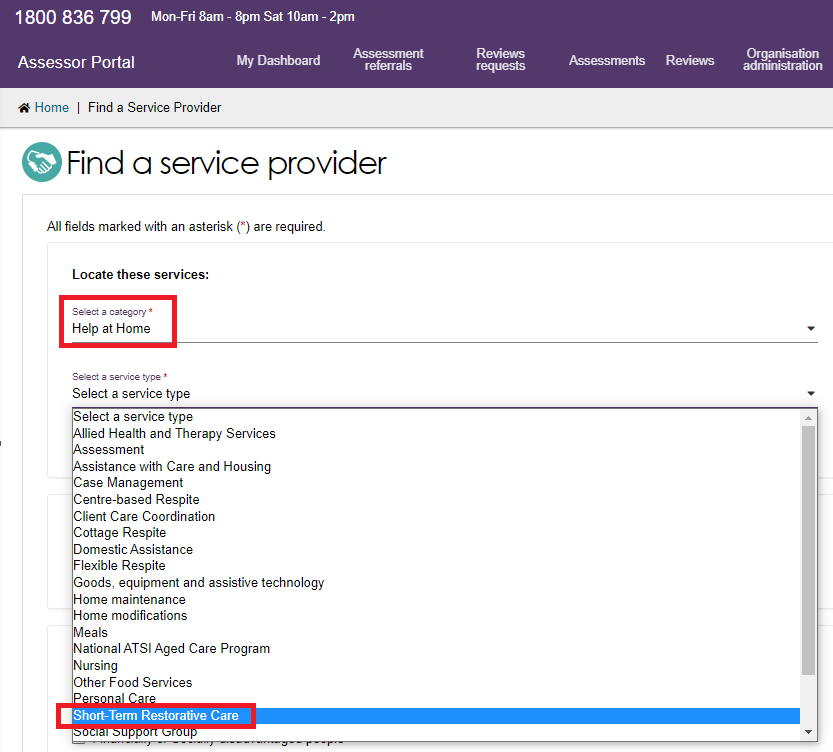 1800 836 799 Mon-Fri 8am - 8pm Sat 10am - 2pm
Assessor Portal
My Dashboard
Assessment
referrals
Reviews
requests
Assessments
Reviews
Organisation
administration
Home | Find a Service Provider
Find a service provider
All fields marked with an asterisk (*) are required.
Locate these services:
Select a category *
Help at Home
Select a service type *
Select a service type
Select a service type
Allied Health and Therapy Services
Assessment
Assistance with Care and Housing
Case Management
Centre-based Respite
Client Care Coordination
Cottage Respite
Domestic Assistance
Flexible Respite
Goods, equipment and assistive technology
Home maintenance
Home modifications
Meals
National ATSI Aged Care Program
Nursing
Other Food Services
Personal Care
Short-Term Restorative Care
Social Support Group
Financially or Socially disadvantaged people